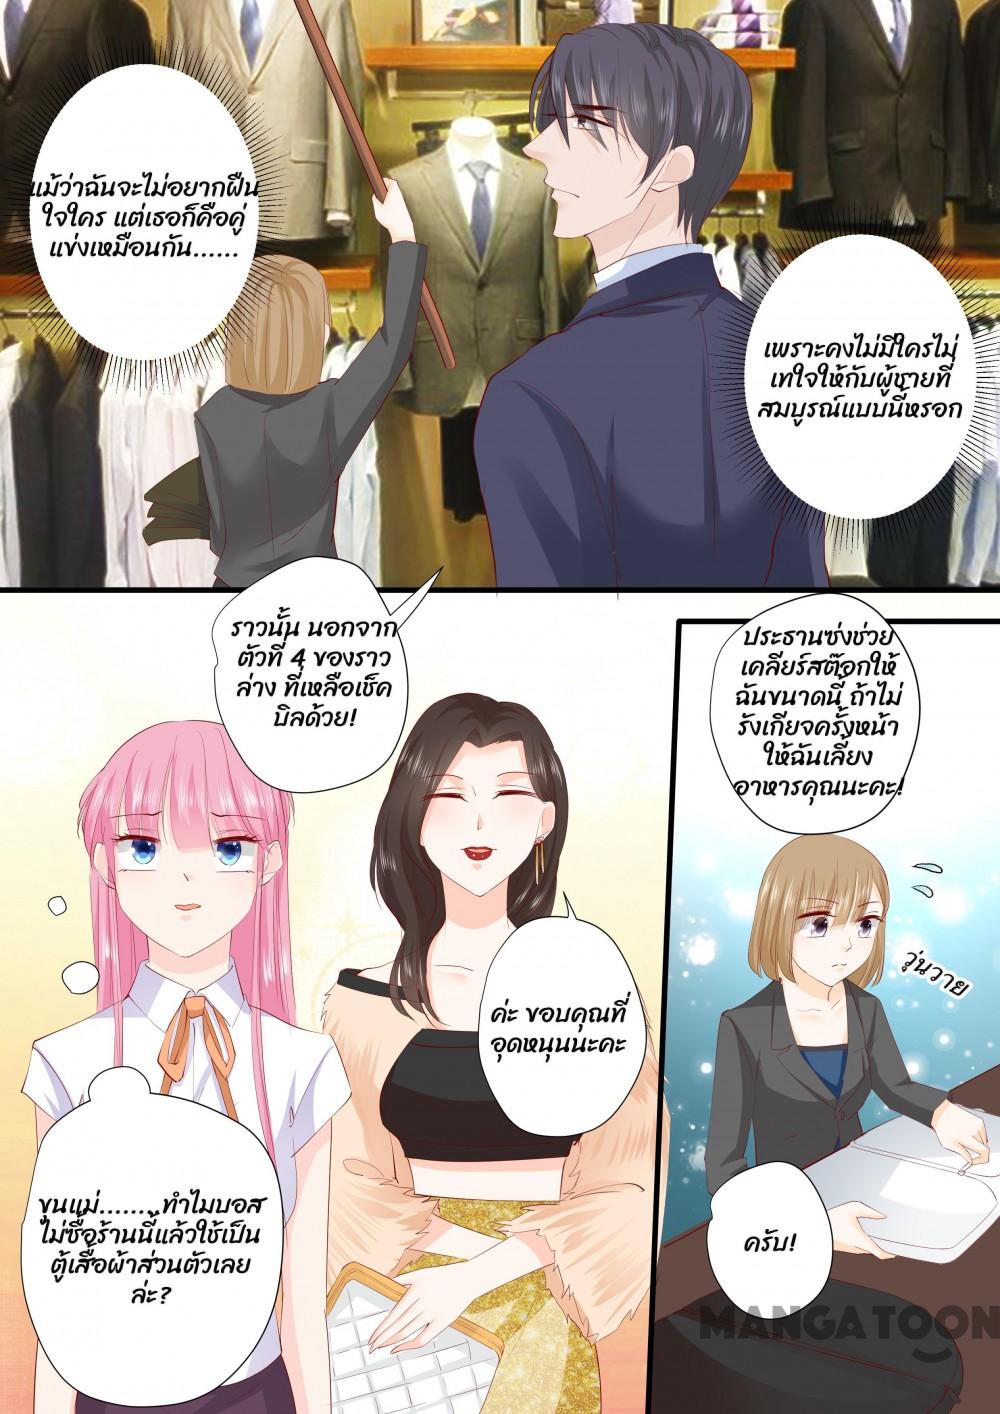 แม้ว่าฉันจะไม่อยากฝืน
ใจใคร แต่เธอก็คือคู่
แข่งเหมือนกัน......
เพราะคงไม่มีใครไม่
เทใจให้กับผู้ชายที่
สมบูรณ์แบบนี้หรอก
ราวนั้น นอกจาก
ตัวที่ 4 ของราว
ล่าง ที่เหลือเช็ค
บิลด้วย!
ค่ะ ขอบคุณที่
อุดหนุนนะคะ
ขุนแม่.......ทำไมบอส
ไม่ซื้อร้านนี้แล้วใช้เป็น
ตู้เสื้อผ้าส่วนตัวเลย
ล่ะ?
ประธานซ่งช่วย
เคลียร์สต๊อกให้
ฉันขนาดนี้ ถ้าไม่
รังเกียจครั้งหน้า
ให้ฉันเลี้ยง
อาหารคุณนะคะ!
วุ่นวาย
ครับ!
MANGATOON